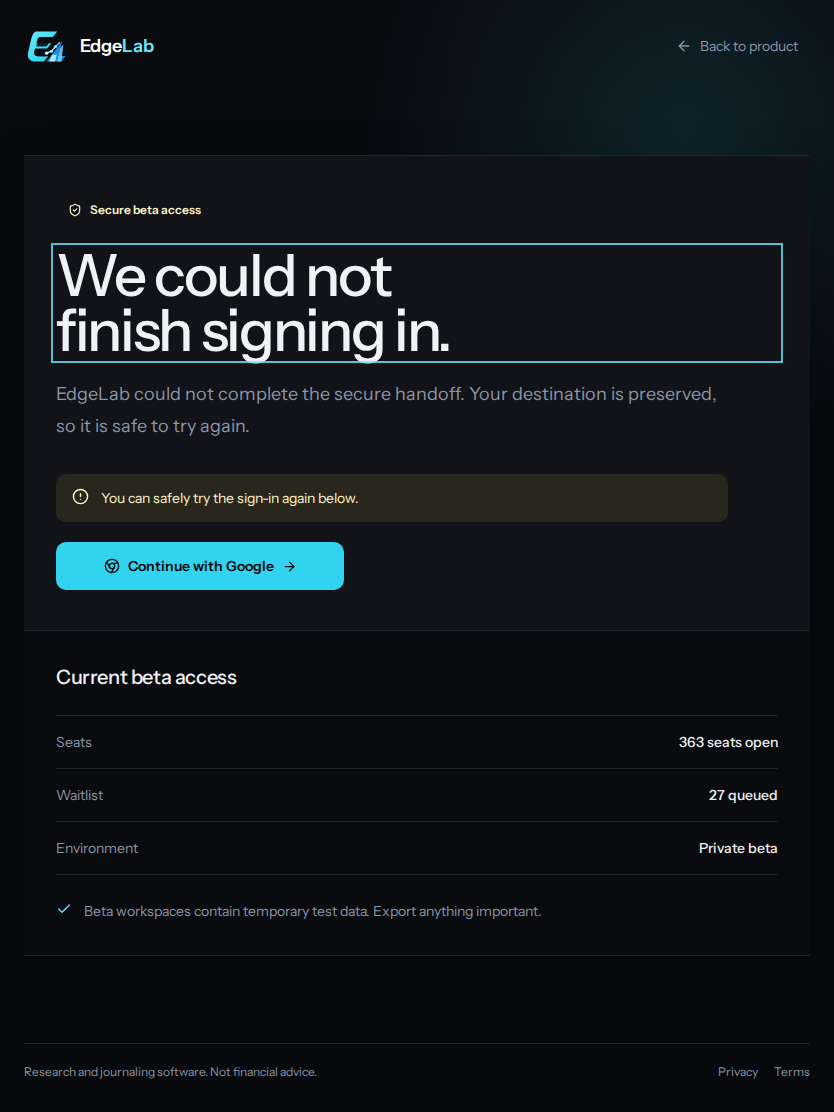 EdgeLab
Back to product
Secure beta access
We could not
finish signing in.
EdgeLab could not complete the secure handoff. Your destination is preserved,
so it is safe to try again.
You can safely try the sign-in again below.
Continue with Google
Current beta access
Seats 363 seats open
Waitlist 27 queued
Environment Private beta
Beta workspaces contain temporary test data. Export anything important.
Research and journaling software. Not financial advice. Privacy Terms